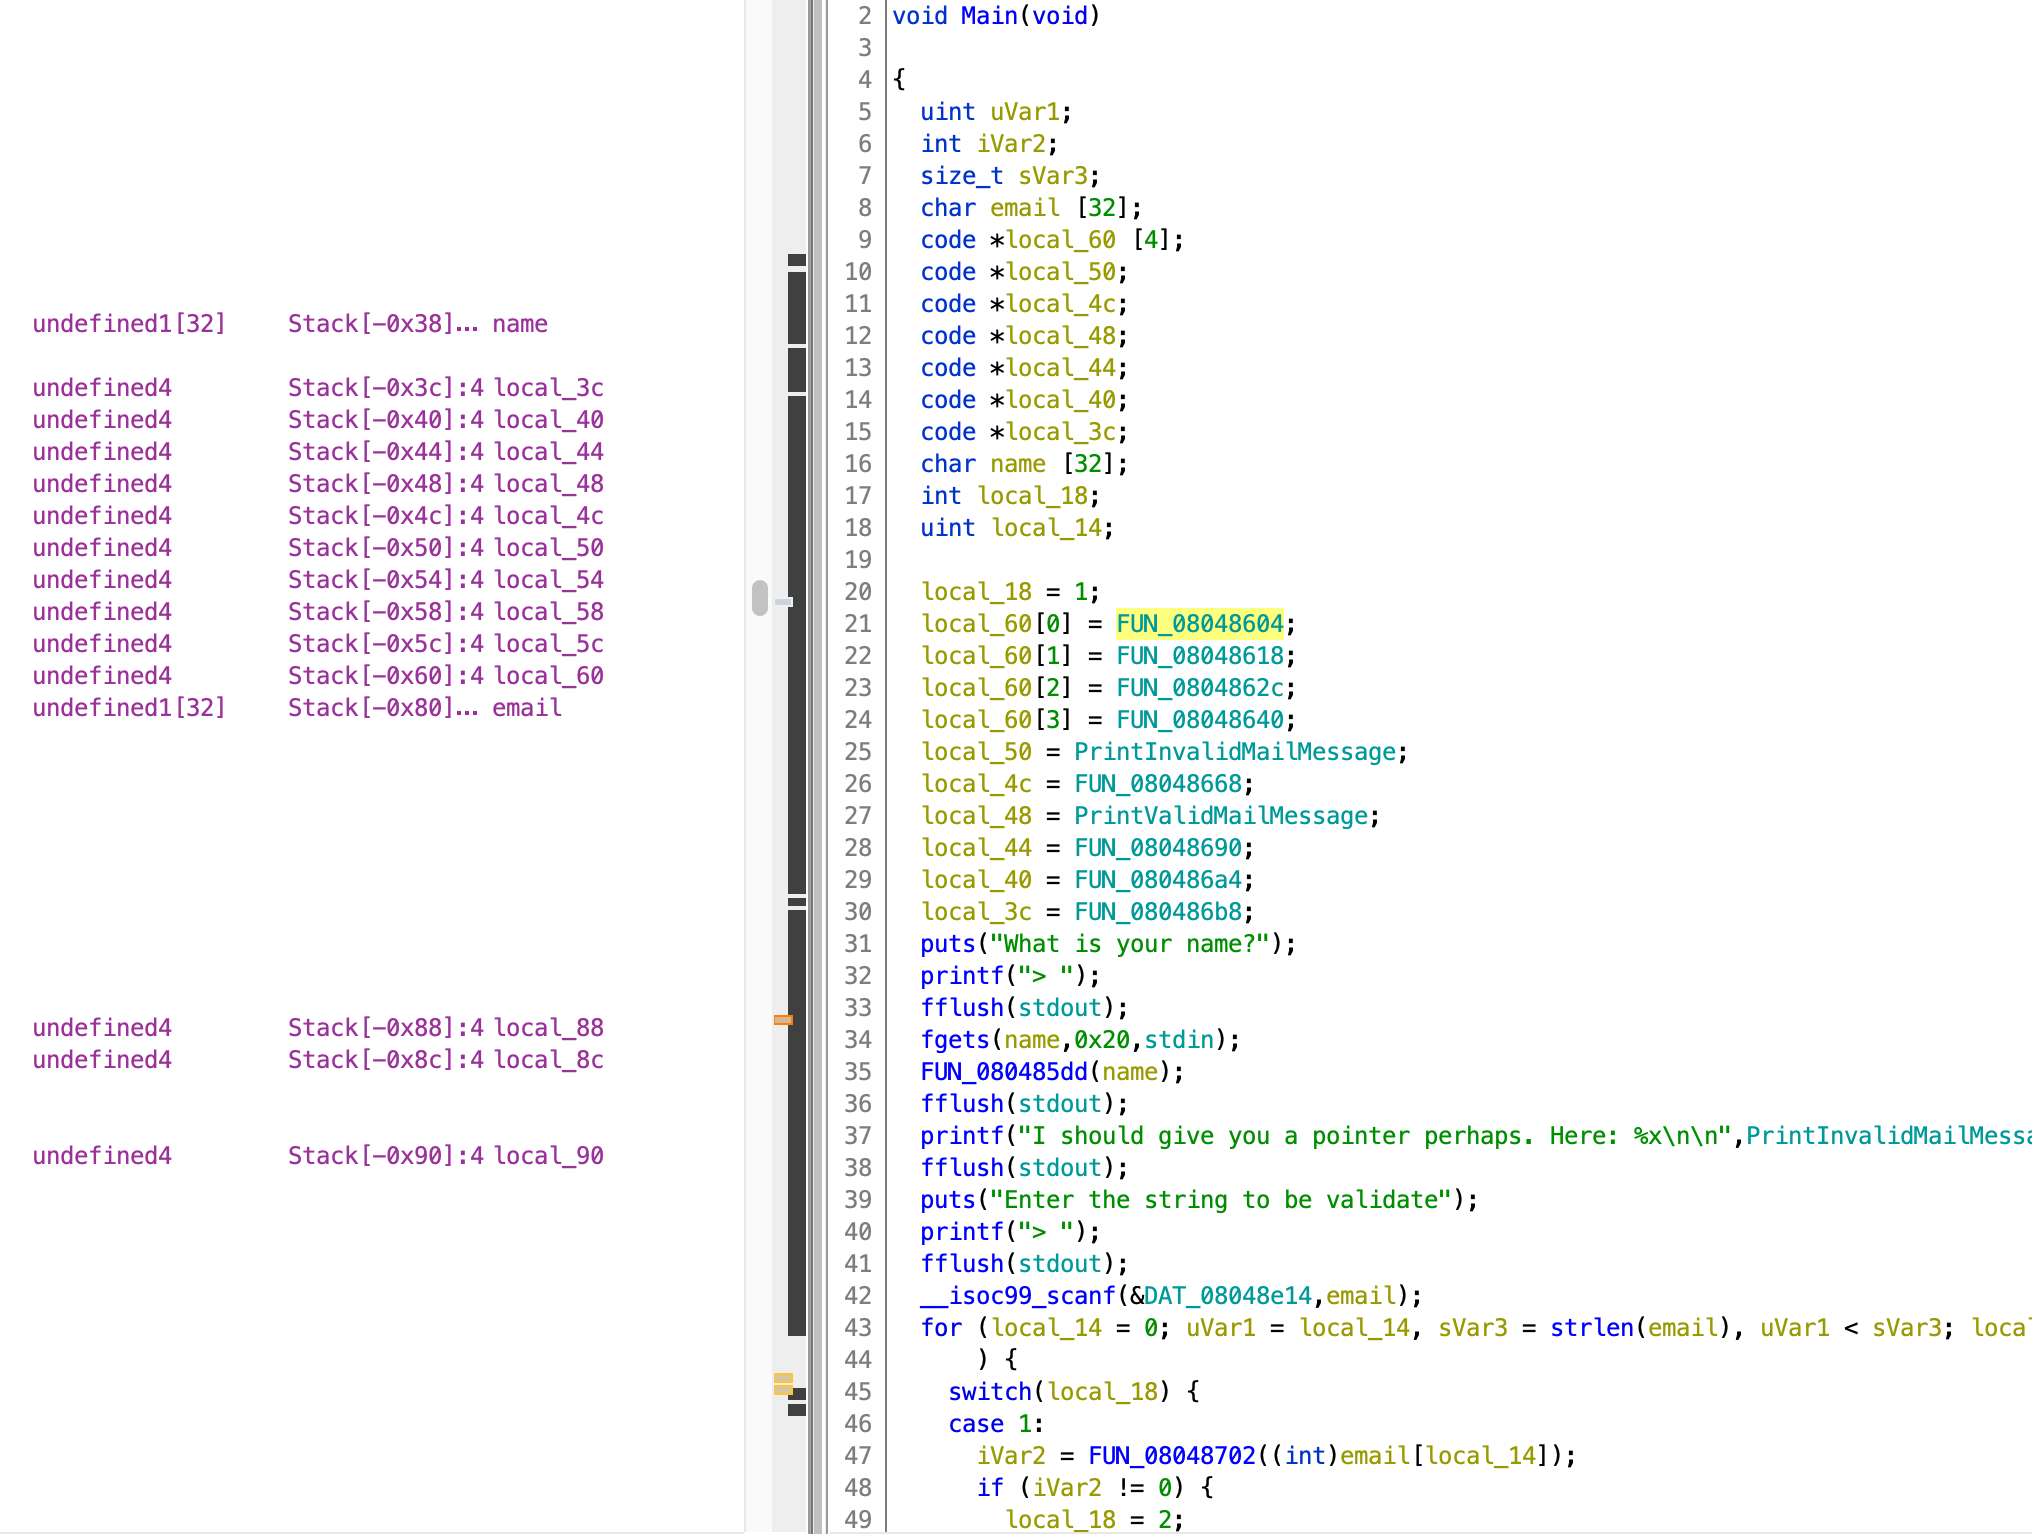 undefined1[32] Stack[-0x38]... name
undefined4 Stack[-0x3c]:4 local_3c
undefined4 Stack[-0x40]:4 local_40
undefined4 Stack[-0x44]:4 local_44
undefined4 Stack[-0x48]:4 local_48
undefined4 Stack[-0x4c]:4 local_4c
undefined4 Stack[-0x50]:4 local_50
undefined4 Stack[-0x54]:4 local_54
undefined4 Stack[-0x58]:4 local_58
undefined4 Stack[-0x5c]:4 local_5c
undefined4 Stack[-0x60]:4 local_60
undefined1[32] Stack[-0x80]... email
undefined4 Stack[-0x88]:4 local_88
undefined4 Stack[-0x8c]:4 local_8c
undefined4 Stack[-0x90]:4 local_90
2 void Main(void)
3
4 {
5 uint uVar1;
6 int iVar2;
7 size_t sVar3;
8 char email [32];
9 code *local_60 [4];
10 code *local_50;
11 code *local_4c;
12 code *local_48;
13 code *local_44;
14 code *local_40;
15 code *local_3c;
16 char name [32];
17 int local_18;
18 uint local_14;
19
20 local_18 = 1;
21 local_60[0] = FUN_08048604;
22 local_60[1] = FUN_08048618;
23 local_60[2] = FUN_0804862c;
24 local_60[3] = FUN_08048640;
25 local_50 = PrintInvalidMailMessage;
26 local_4c = FUN_08048668;
27 local_48 = PrintValidMailMessage;
28 local_44 = FUN_08048690;
29 local_40 = FUN_080486a4;
30 local_3c = FUN_080486b8;
31 puts("What is your name?");
32 printf("> ");
33 fflush(stdout);
34 fgets(name,0x20,stdin);
35 FUN_080485dd(name);
36 fflush(stdout);
37 printf("I should give you a pointer perhaps. Here: %x\n\n",PrintInvalidMailMessa
38 fflush(stdout);
39 puts("Enter the string to be validate");
40 printf("> ");
41 fflush(stdout);
42 __isoc99_scanf(&DAT_08048e14,email);
43 for (local_14 = 0; uVar1 = local_14, sVar3 = strlen(email), uVar1 < sVar3; local
44 ) {
45 switch(local_18) {
46 case 1:
47 iVar2 = FUN_08048702((int)email[local_14]);
48 if (iVar2 != 0) {
49 local_18 = 2;